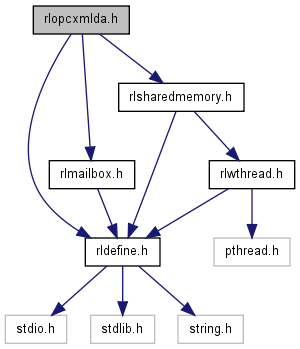 rlopcxmlda.h
rlsharedmemory.h
rlmailbox.h
rlwthread.h
rldefine.h
pthread.h
stdio.h
stdlib.h
string.h